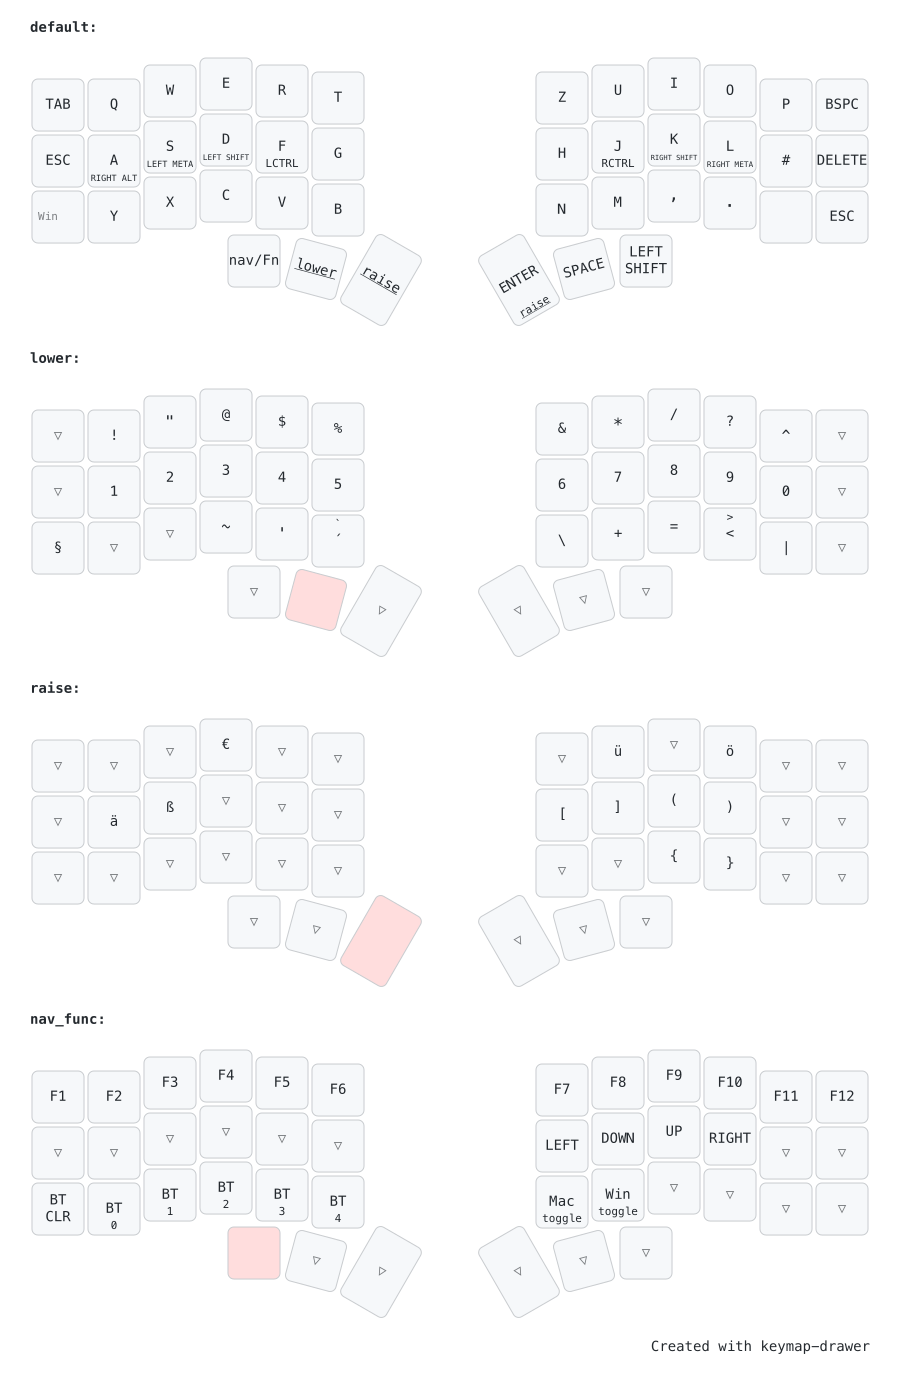 default:
TAB Q W E R T Z U I O P BSPC
ESC A S D F G H J K L # DELETE
RIGHT ALT LEFT META LEFT SHIFT LCTRL RCTRL RIGHT SHIFT RIGHT META
Win Y X C V B N M , . ESC
nav/Fn lower raise ENTER SPACE LEFT
SHIFT
raise
lower:
▽ ! " @ $ % & * / ? ^ ▽
▽ 1 2 3 4 5 6 7 8 9 0 ▽
` >
§ ▽ ▽ ~ ' ´ \ + = < | ▽
▽ ▽ ▽ ▽ ▽
raise:
▽ ▽ ▽ € ▽ ▽ ▽ ü ▽ ö ▽ ▽
▽ ä ß ▽ ▽ ▽ [ ] ( ) ▽ ▽
▽ ▽ ▽ ▽ ▽ ▽ ▽ ▽ { } ▽ ▽
▽ ▽ ▽ ▽ ▽
nav_func:
F1 F2 F3 F4 F5 F6 F7 F8 F9 F10 F11 F12
▽ ▽ ▽ ▽ ▽ ▽ LEFT DOWN UP RIGHT ▽ ▽
BT BT BT BT BT BT Mac Win ▽ ▽ ▽ ▽
CLR 0 1 2 3 4 toggle toggle
▽ ▽ ▽ ▽ ▽
Created with keymap-drawer